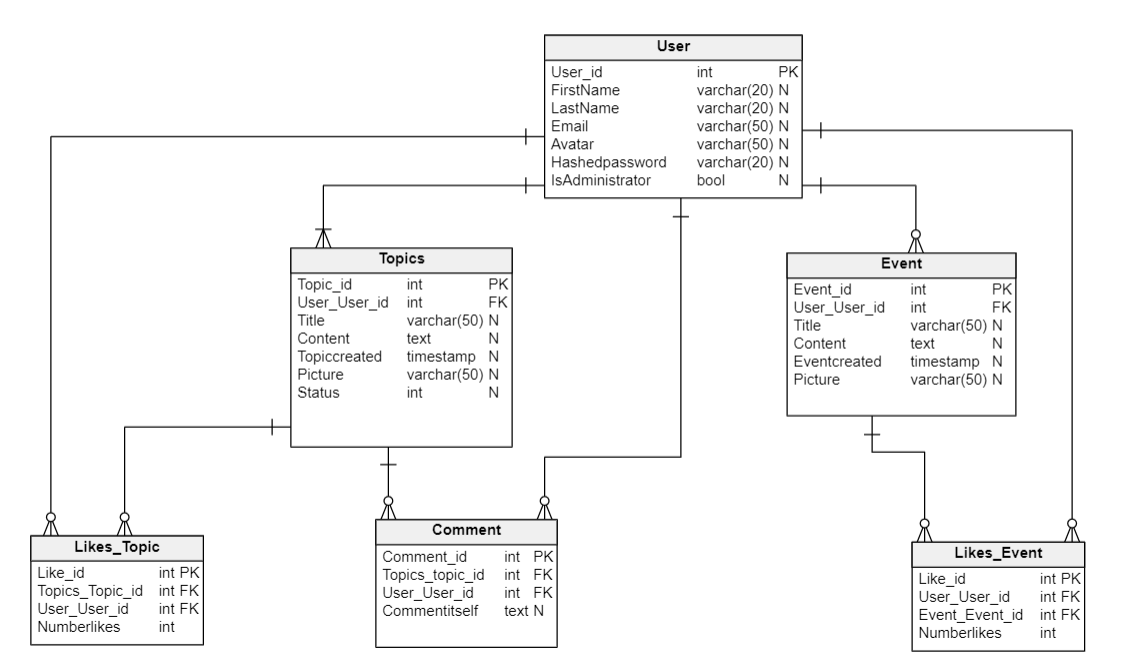 User
User_id int PK
FirstName varchar(20) N
LastName varchar(20) N
Email varchar(50) N
Avatar varchar(50) N
Hashedpassword varchar(20) N
IsAdministrator bool N
Topics
Topic_id int PK
User_User_id int FK
Title varchar(50) N
Content text N
Topiccreated timestamp N
Picture varchar(50) N
Status int N
Event
Event_id int PK
User_User_id int FK
Title varchar(50) N
Content text N
Eventcreated timestamp N
Picture varchar(50) N
Likes_Topic
Like_id int PK
Topics_Topic_id int FK
User_User_id int FK
Numberlikes int
Comment
Comment_id int PK
Topics_topic_id int FK
User_User_id int FK
Commentitself text N
Likes_Event
Like_id int PK
User_User_id int FK
Event_Event_id int FK
Numberlikes int